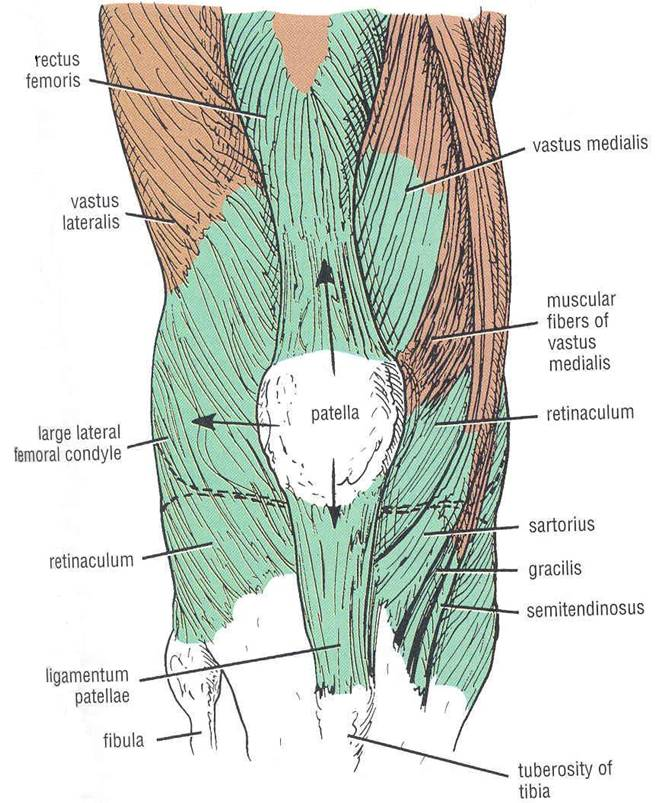 rectus
femoris
vastus
lateralis
large lateral
femoral condyle
retinaculum
ligamentum
patellae
fibula
patella
vastus medialis
muscular
fibers of
vastus
medialis
retinaculum
sartorius
gracilis
semitendinosus
tuberosity of
tibia